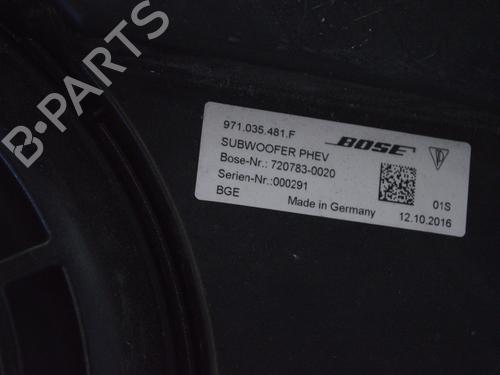 B-PARTS
971.035.481.F
BOSE
SUBWOOFER PHEV
Bose-Nr.: 720783-0020
Serien-Nr.:000291
01S
BGE
Made in Germany
12.10.2016